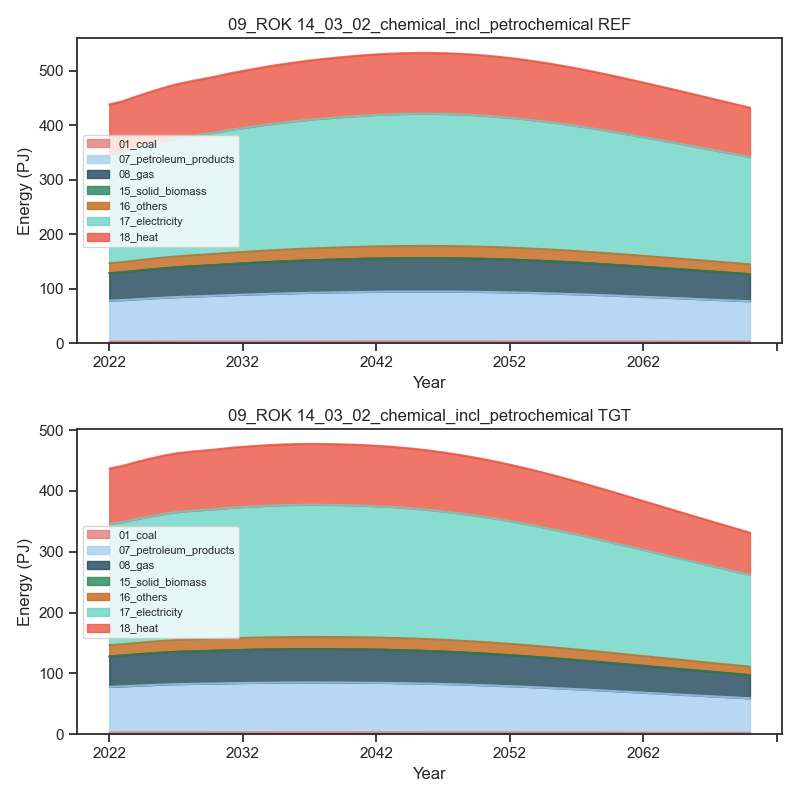 09_ROK 14_03_02_chemical_incl_petrochemical REF
Energy (PJ)
500
400
300
200
100
0
01_coal
07_petroleum_products
08_gas
15_solid_biomass
16_others
17_electricity
18_heat
2022 2032 2042 2052 2062
Year
09_ROK 14_03_02_chemical_incl_petrochemical TGT
Energy (PJ)
500
400
300
200
100
0
01_coal
07_petroleum_products
08_gas
15_solid_biomass
16_others
17_electricity
18_heat
2022 2032 2042 2052 2062
Year